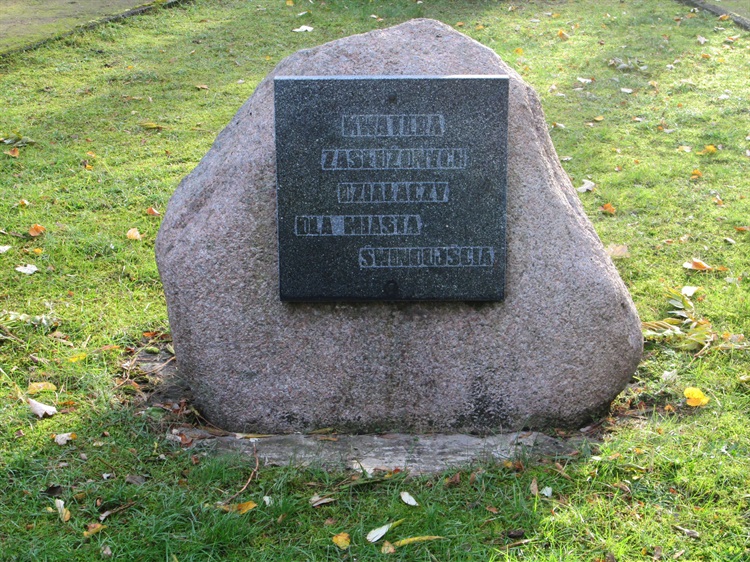 KWATERA
ZASŁUŻONYCH
DZIAŁACZY
DLA MIASTA
ŚWINOUJŚCIA